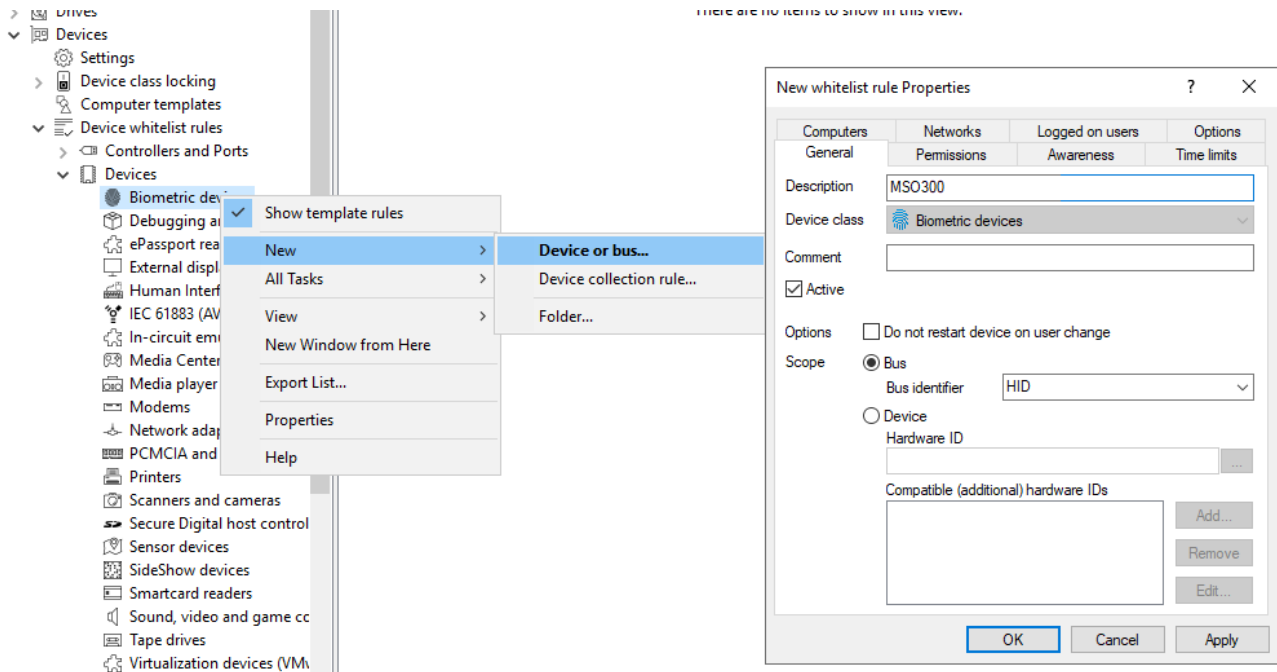 Drives
Devices
Settings
Device class locking
Computer templates
Device whitelist rules
Controllers and Ports
Devices
Biometric devi
Debugging a
ePassport rea
External displ
Human Interf
IEC 61883 (AV
In-circuit em
Media Center
Media player
Modems
Network adap
PCMCIA and
Printers
Scanners and cameras
Secure Digital host control
Sensor devices
SideShow devices
Smartcard readers
Sound, video and game cc
Tape drives
Virtualization devices (VMw
Show template rules
New
All Tasks
View
New Window from Here
Export List...
Properties
Help
Device or bus...
Device collection rule...
Folder...
There are no items to show in this view.
New whitelist rule Properties ?
Computers Networks Logged on users Options
General Permissions Awareness Time limits
Description MSO300
Device class Biometric devices
Comment
Active
Options Do not restart device on user change
Scope Bus
Bus identifier HID
Device
Hardware ID
...
Compatible (additional) hardware IDs
Add...
Remove
Edit...
OK Cancel Apply